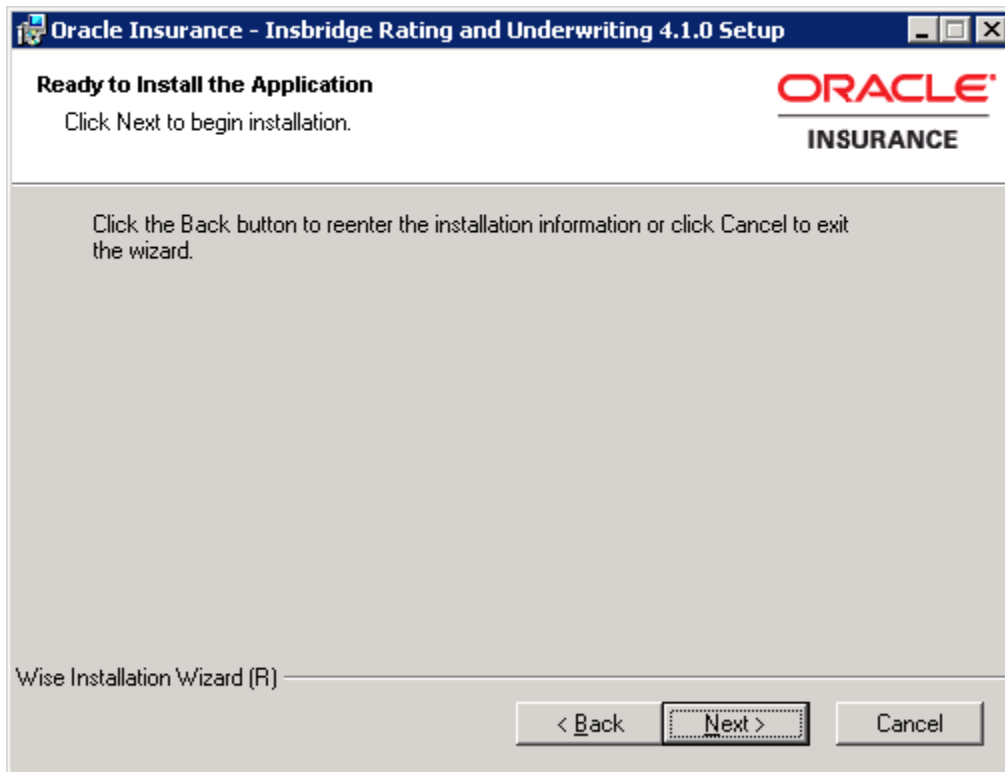 Oracle Insurance - Insbridge Rating and Underwriting 4.1.0 Setup
Ready to Install the Application
Click Next to begin installation.
ORACLE
INSURANCE
Click the Back button to reenter the installation information or click Cancel to exit
the wizard.
Wise Installation Wizard (R)
< Back
Next >
Cancel